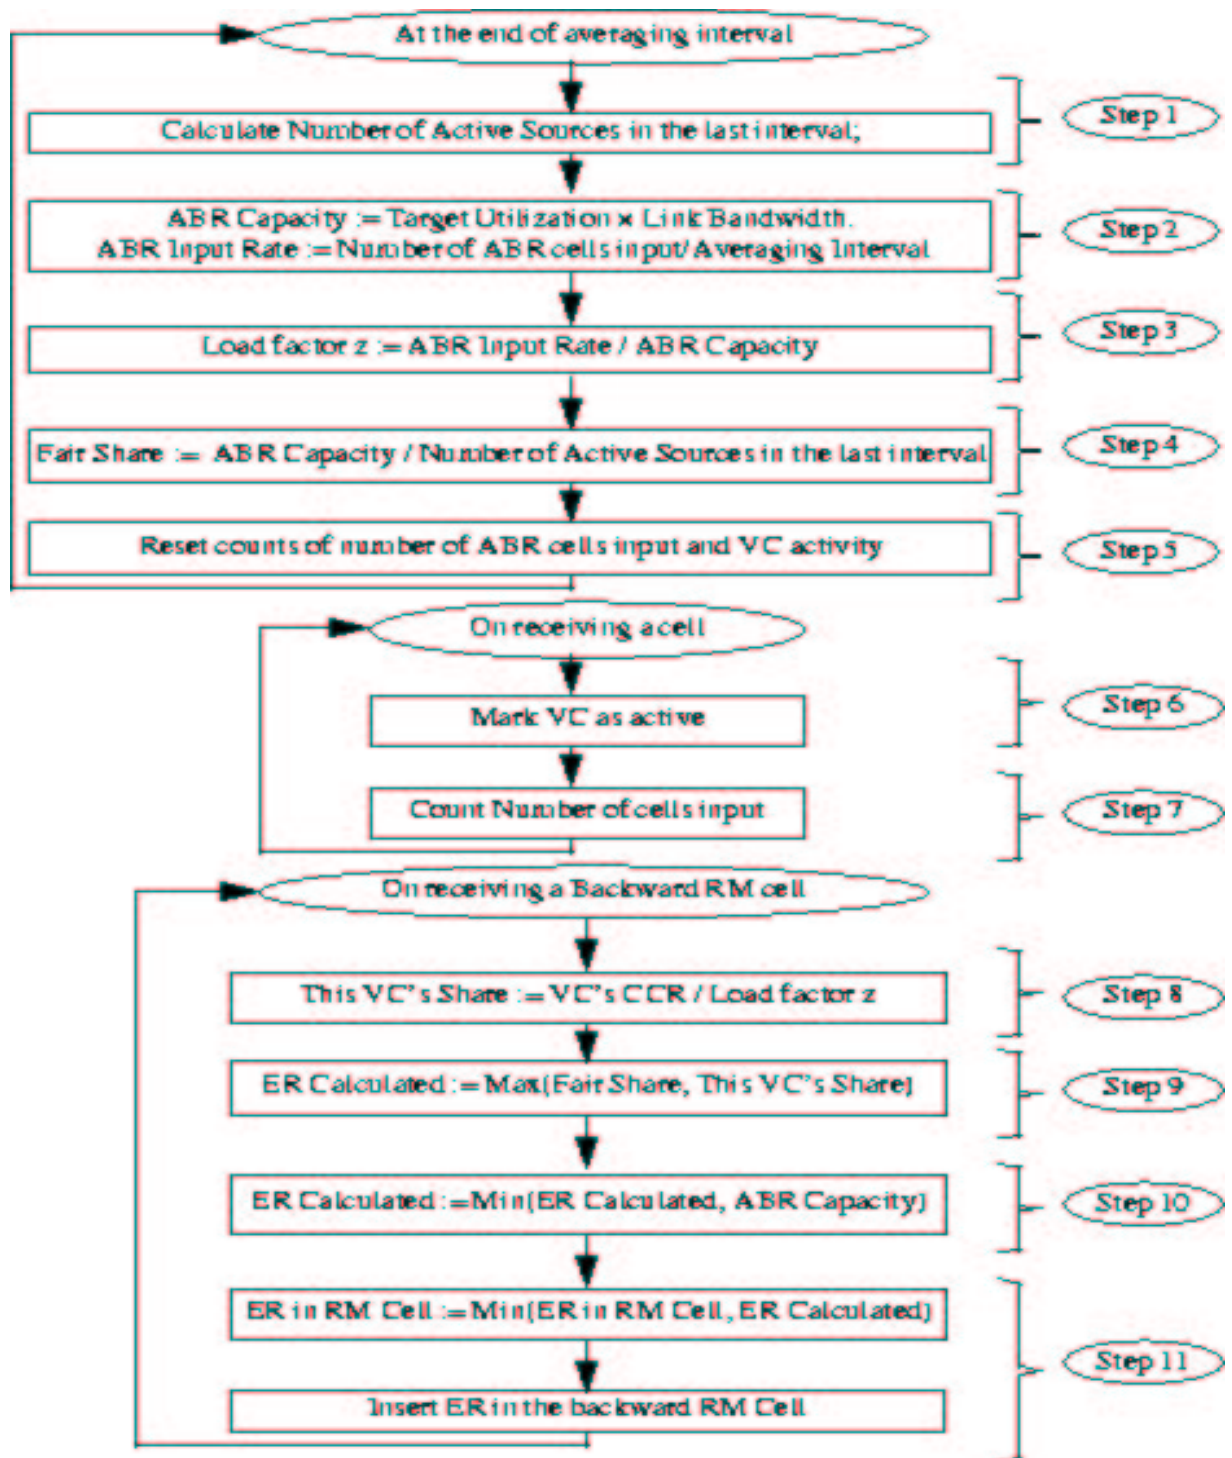 At the end of averaging interval
Calculate Number of Active Sources in the last interval;
Step 1
ABR Capacity := Target Utilization × Link Bandwidth.
ABR Input Rate := Number of ABR cells input/Averaging Interval
Step 2
Load factor z := ABR Input Rate / ABR Capacity
Step 3
Fair Share := ABR Capacity / Number of Active Sources in the last interval
Step 4
Reset counts of number of ABR cells input and VC activity
Step 5
On receiving a cell
Mark VC as active
Step 6
Count Number of cells input
Step 7
On receiving a Backward RM cell
This VC's Share := VC's CCR / Load factor z
Step 8
ER Calculated := Max(Fair Share, This VC's Share)
Step 9
ER Calculated :=Min(ER Calculated, ABR Capacity)
Step 10
ER in RM Cell := Min(ER in RM Cell, ER Calculated)
Step 11
Insert ER in the backward RM Cell